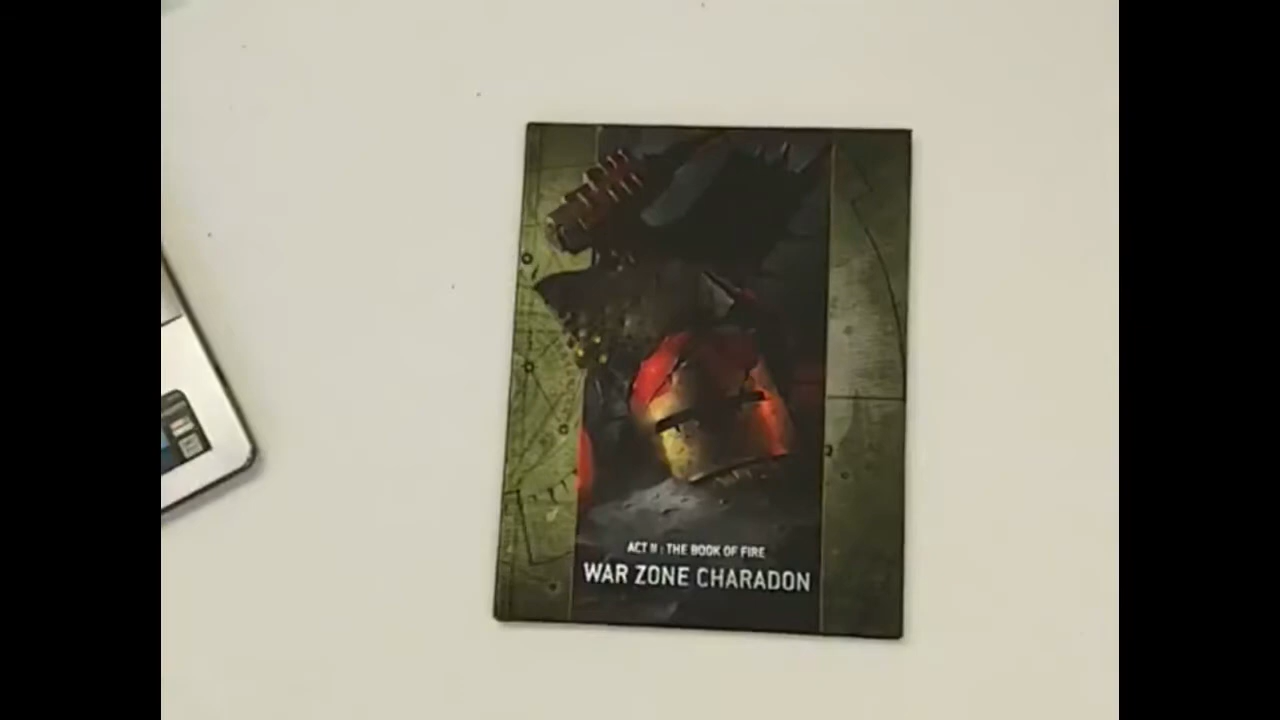 ACT II : THE BOOK OF FIRE
WAR ZONE CHARADON